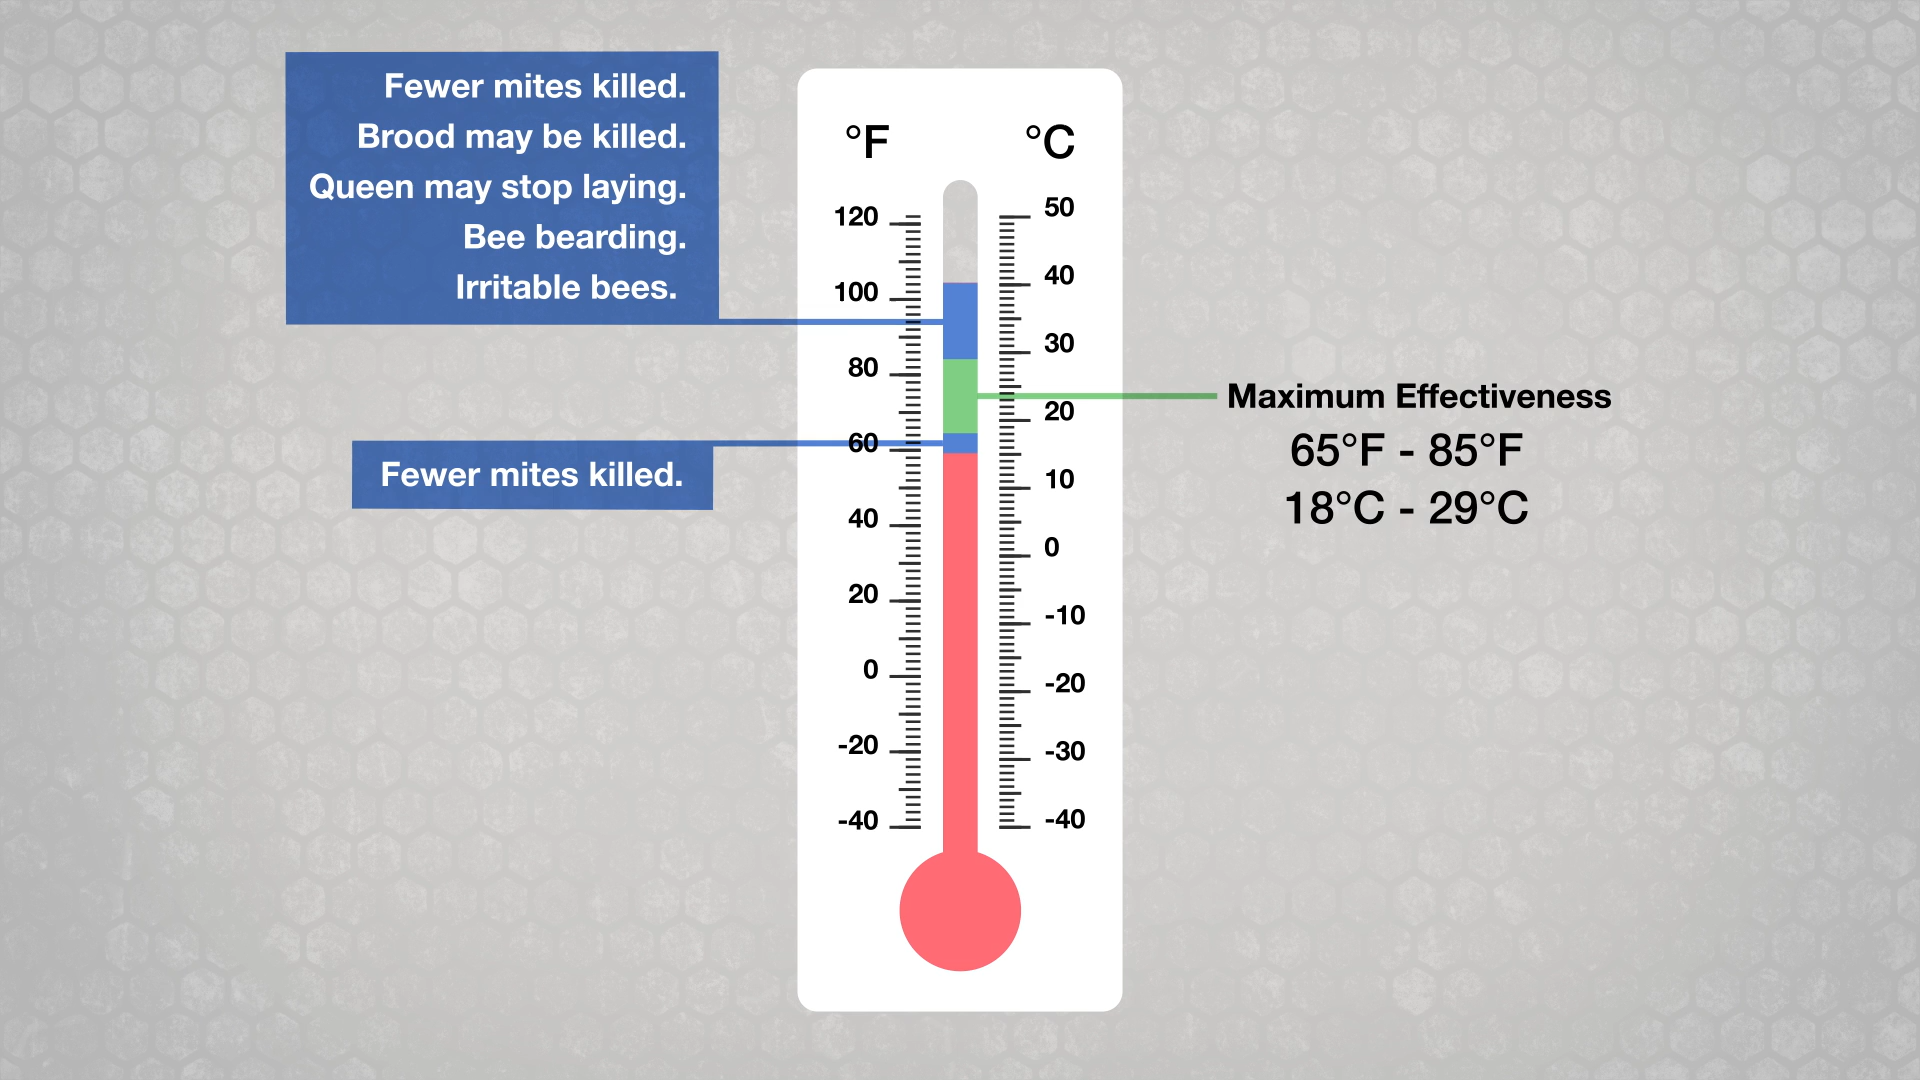 Fewer mites killed.
Brood may be killed.
Queen may stop laying.
Bee bearding.
Irritable bees.
Fewer mites killed.
°F
°C
120
100
80
60
40
20
0
-20
-40
50
40
30
20
10
0
-10
-20
-30
-40
Maximum Effectiveness
65°F - 85°F
18°C - 29°C